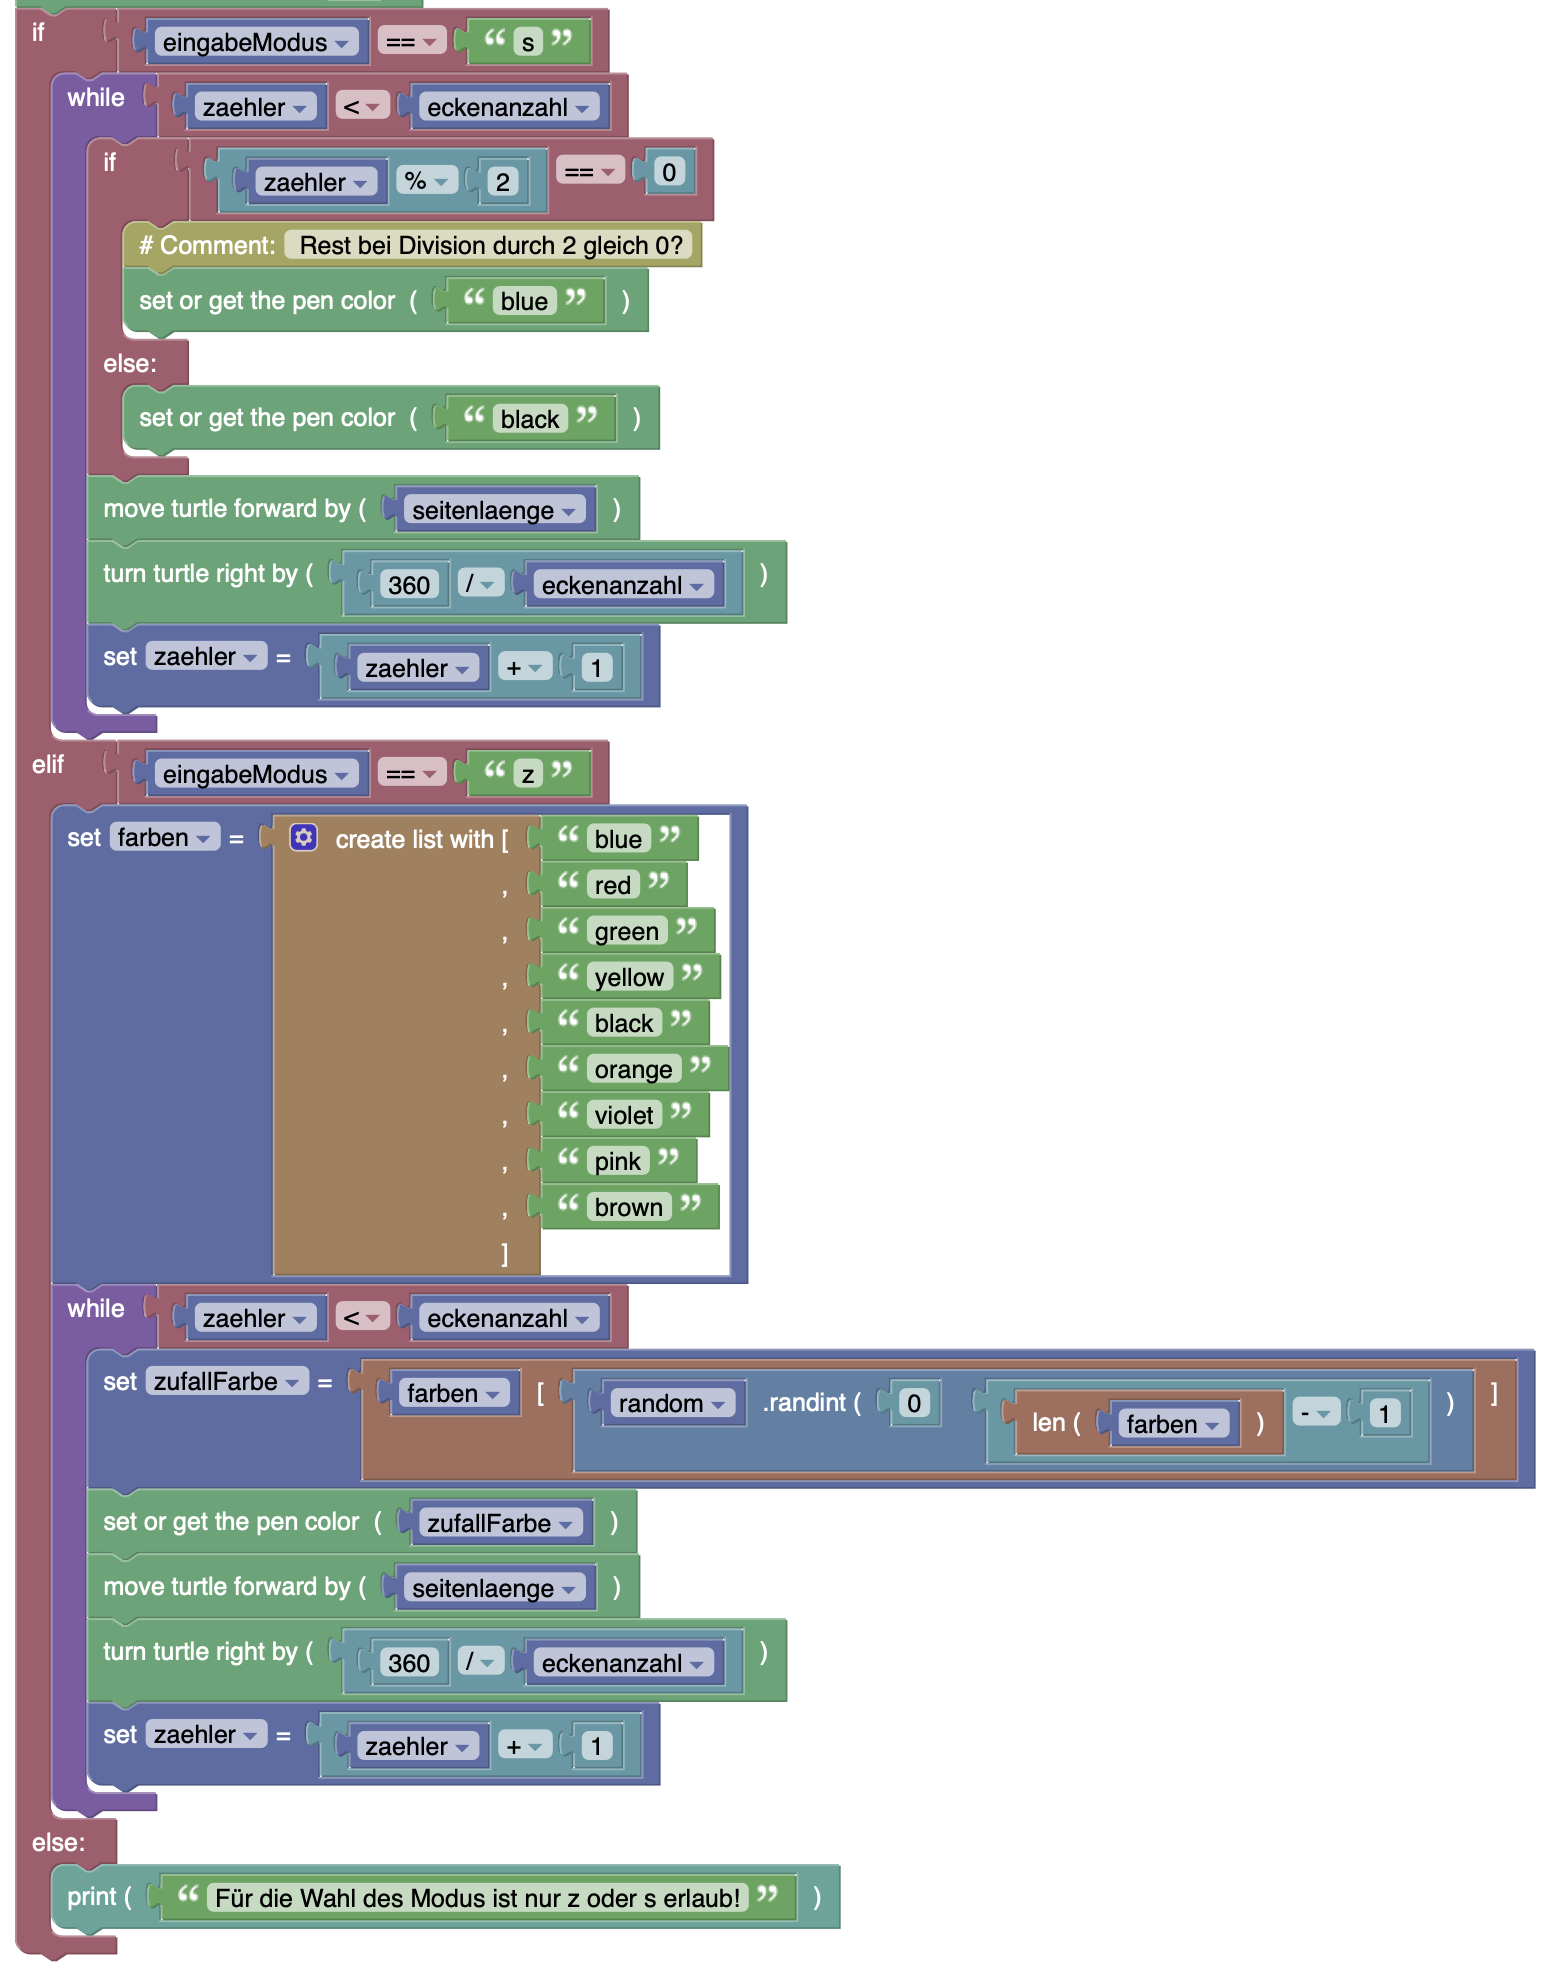 if eingabeModus == “ s ”
while zaehler < eckenanzahl
if zaehler % 2 == 0
# Comment: Rest bei Division durch 2 gleich 0?
set or get the pen color ( “ blue ” )
else:
set or get the pen color ( “ black ” )
move turtle forward by ( seitenlaenge )
turn turtle right by ( 360 / eckenanzahl )
set zaehler = zaehler + 1
elif eingabeModus == “ z ”
set farben = create list with [ “ blue ”
, “ red ”
, “ green ”
, “ yellow ”
, “ black ”
, “ orange ”
, “ violet ”
, “ pink ”
, “ brown ”
]
while zaehler < eckenanzahl
set zufallFarbe = farben [ random .randint ( 0 len ( farben ) - 1 ) ]
set or get the pen color ( zufallFarbe )
move turtle forward by ( seitenlaenge )
turn turtle right by ( 360 / eckenanzahl )
set zaehler = zaehler + 1
else:
print ( “ Für die Wahl des Modus ist nur z oder s erlaub! ” )